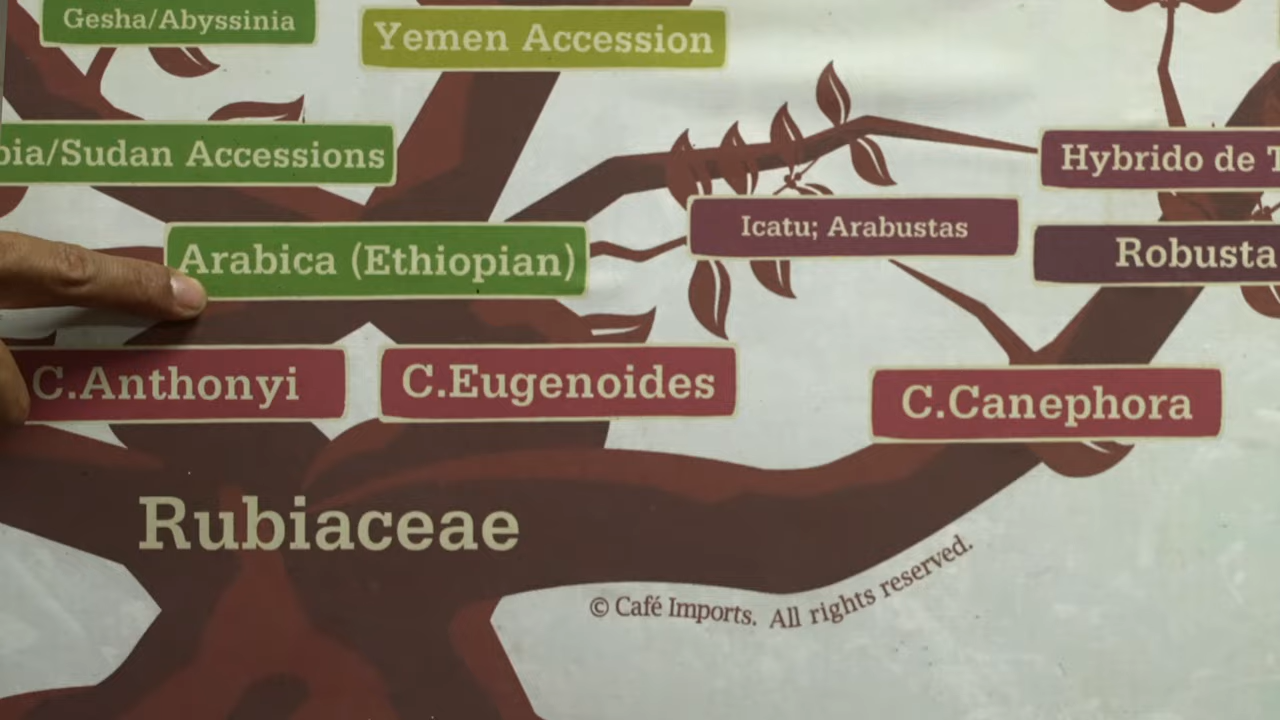 Gesha/Abyssinia
Yemen Accession
bia/Sudan Accessions
Hybrido de
Icatu; Arabustas
Arabica (Ethiopian)
Robusta
C.Anthonyi
C.Eugenoides
C.Canephora
Rubiaceae
© Café Imports. All rights reserved.